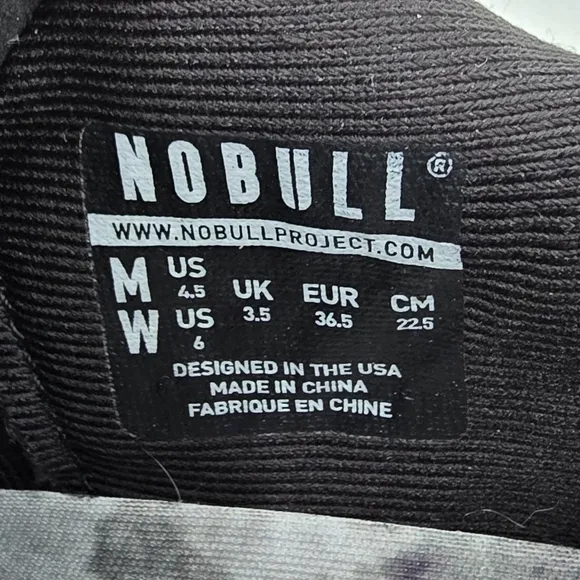 NOBULL®
WWW.NOBULLPROJECT.COM
M US 4.5
W US 6
UK 3.5
EUR 36.5
CM 22.5
DESIGNED IN THE USA
MADE IN CHINA
FABRIQUE EN CHINE